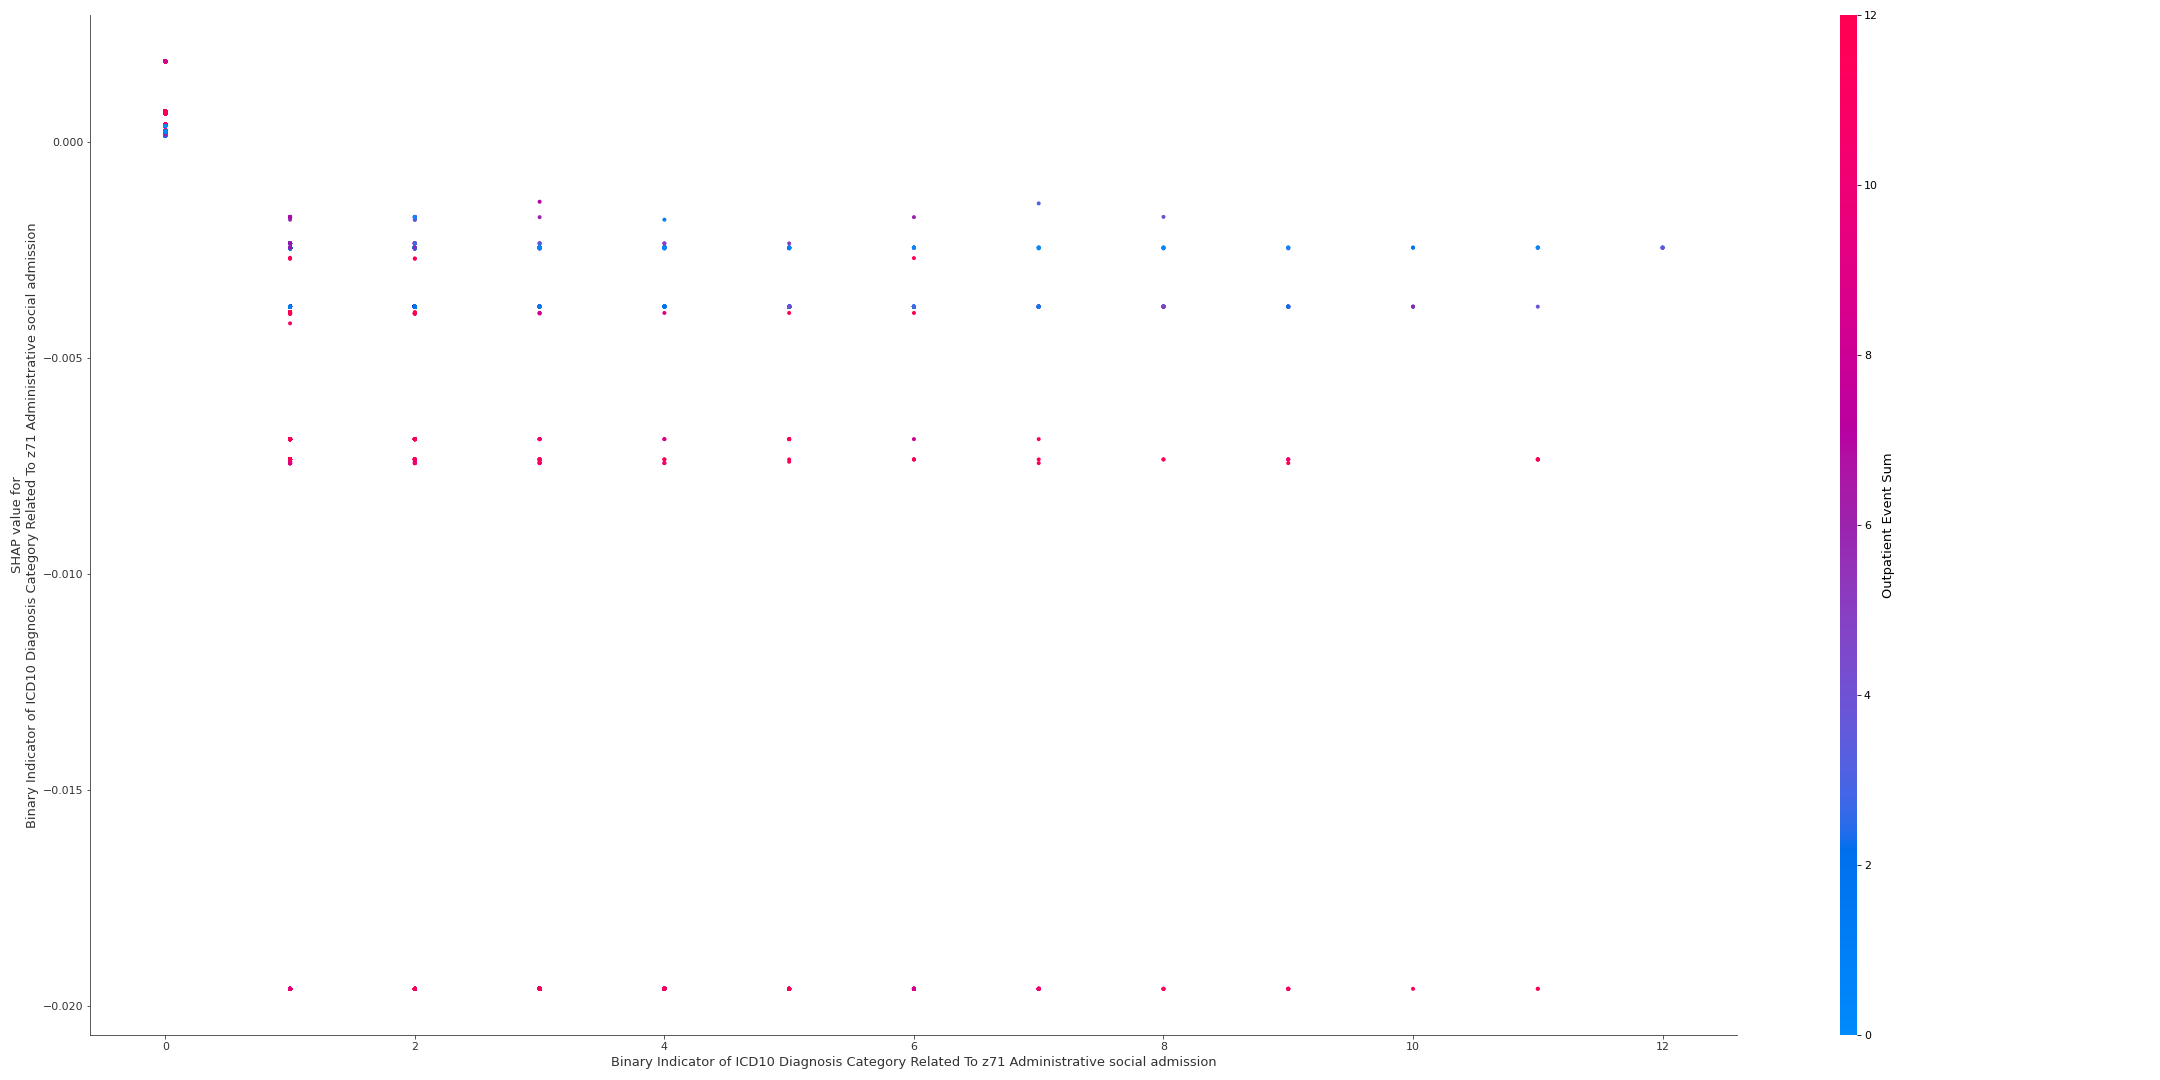 SHAP value for
Binary Indicator of ICD10 Diagnosis Category Related To z71 Administrative social admission
0.000
−0.005
−0.010
−0.015
−0.020
0 2 4 6 8 10 12
Binary Indicator of ICD10 Diagnosis Category Related To z71 Administrative social admission
12
10
8
6
4
2
0
Outpatient Event Sum